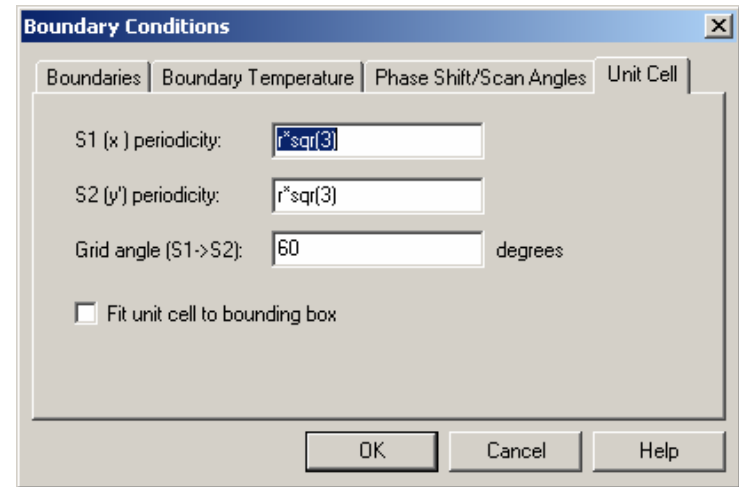 Boundary Conditions
Boundaries Boundary Temperature Phase Shift/Scan Angles Unit Cell
S1 (x ) periodicity: r*sqr(3)
S2 (y') periodicity: r*sqr(3)
Grid angle (S1->S2): 60 degrees
Fit unit cell to bounding box
OK Cancel Help